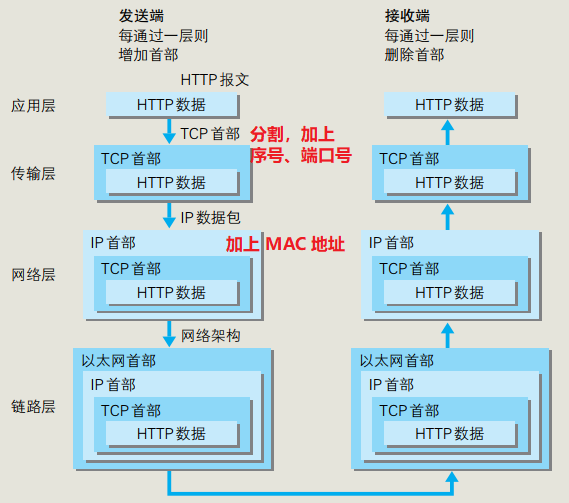 发送端
每通过一层则
增加首部
接收端
每通过一层则
删除首部
HTTP 报文
应用层
HTTP 数据
HTTP 数据
TCP 首部
分割，加上
序号、端口号
传输层
TCP 首部
HTTP 数据
TCP 首部
HTTP 数据
IP 数据包
网络层
IP 首部
加上 MAC 地址
TCP 首部
HTTP 数据
IP 首部
TCP 首部
HTTP 数据
网络架构
链路层
以太网首部
IP 首部
TCP 首部
HTTP 数据
以太网首部
IP 首部
TCP 首部
HTTP 数据